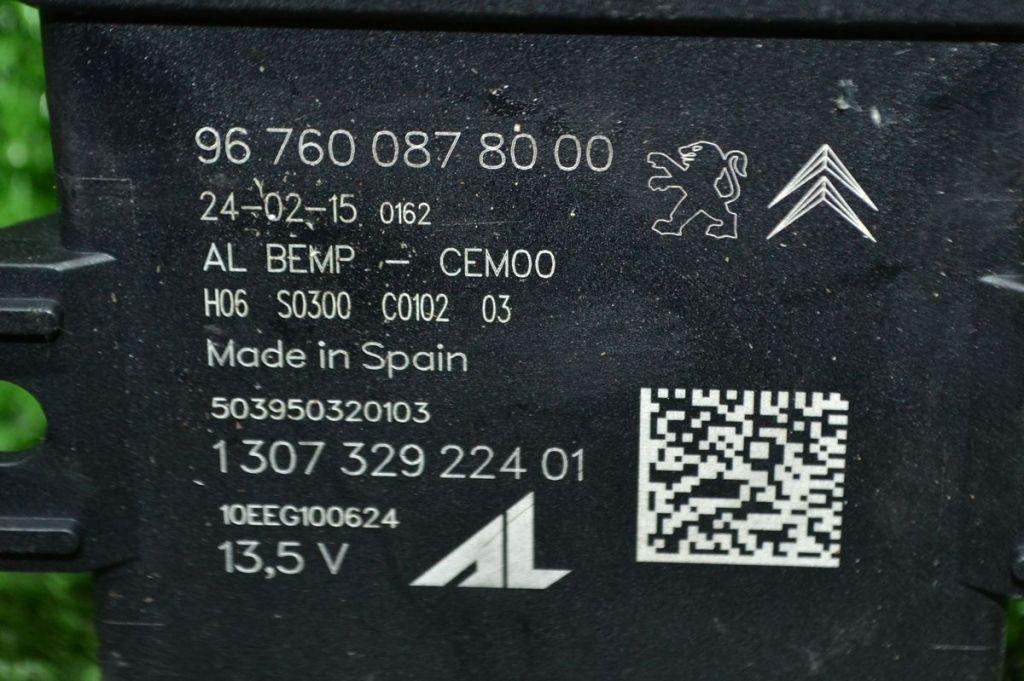 96 760 087 80 00
24-02-15 0162
AL BEMP - CEM00
H06 S0300 C0102 03
Made in Spain
503950320103
1 307 329 224 01
10EEG100624
13,5 V
AL